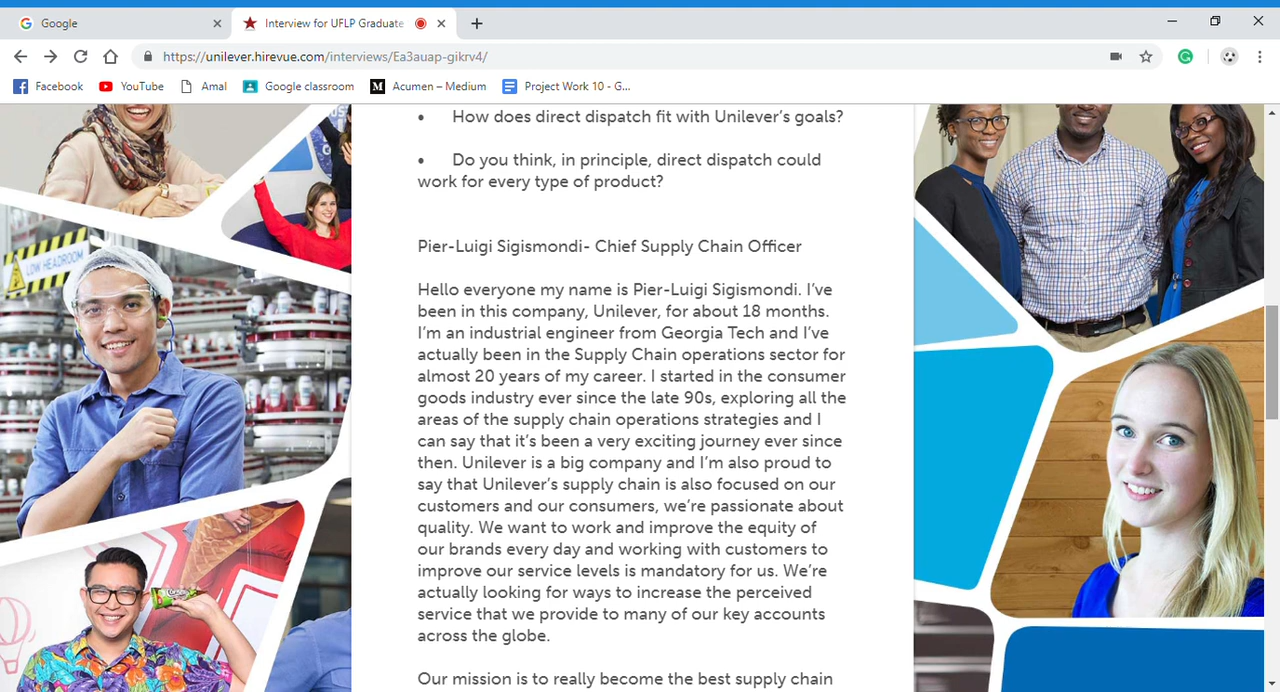 Google
Interview for UFLP Graduate
https://unilever.hirevue.com/interviews/Ea3auap-gikrv4/
Facebook
YouTube
Amal
Google classroom
M
Acumen – Medium
Project Work 10 - G...
• How does direct dispatch fit with Unilever's goals?
• Do you think, in principle, direct dispatch could
work for every type of product?
Pier-Luigi Sigismondi- Chief Supply Chain Officer
Hello everyone my name is Pier-Luigi Sigismondi. I've
been in this company, Unilever, for about 18 months.
I'm an industrial engineer from Georgia Tech and I've
actually been in the Supply Chain operations sector for
almost 20 years of my career. I started in the consumer
goods industry ever since the late 90s, exploring all the
areas of the supply chain operations strategies and I
can say that it's been a very exciting journey ever since
then. Unilever is a big company and I'm also proud to
say that Unilever's supply chain is also focused on our
customers and our consumers, we're passionate about
quality. We want to work and improve the equity of
our brands every day and working with customers to
improve our service levels is mandatory for us. We're
actually looking for ways to increase the perceived
service that we provide to many of our key accounts
across the globe.
Our mission is to really become the best supply chain
LOW HEADROOM